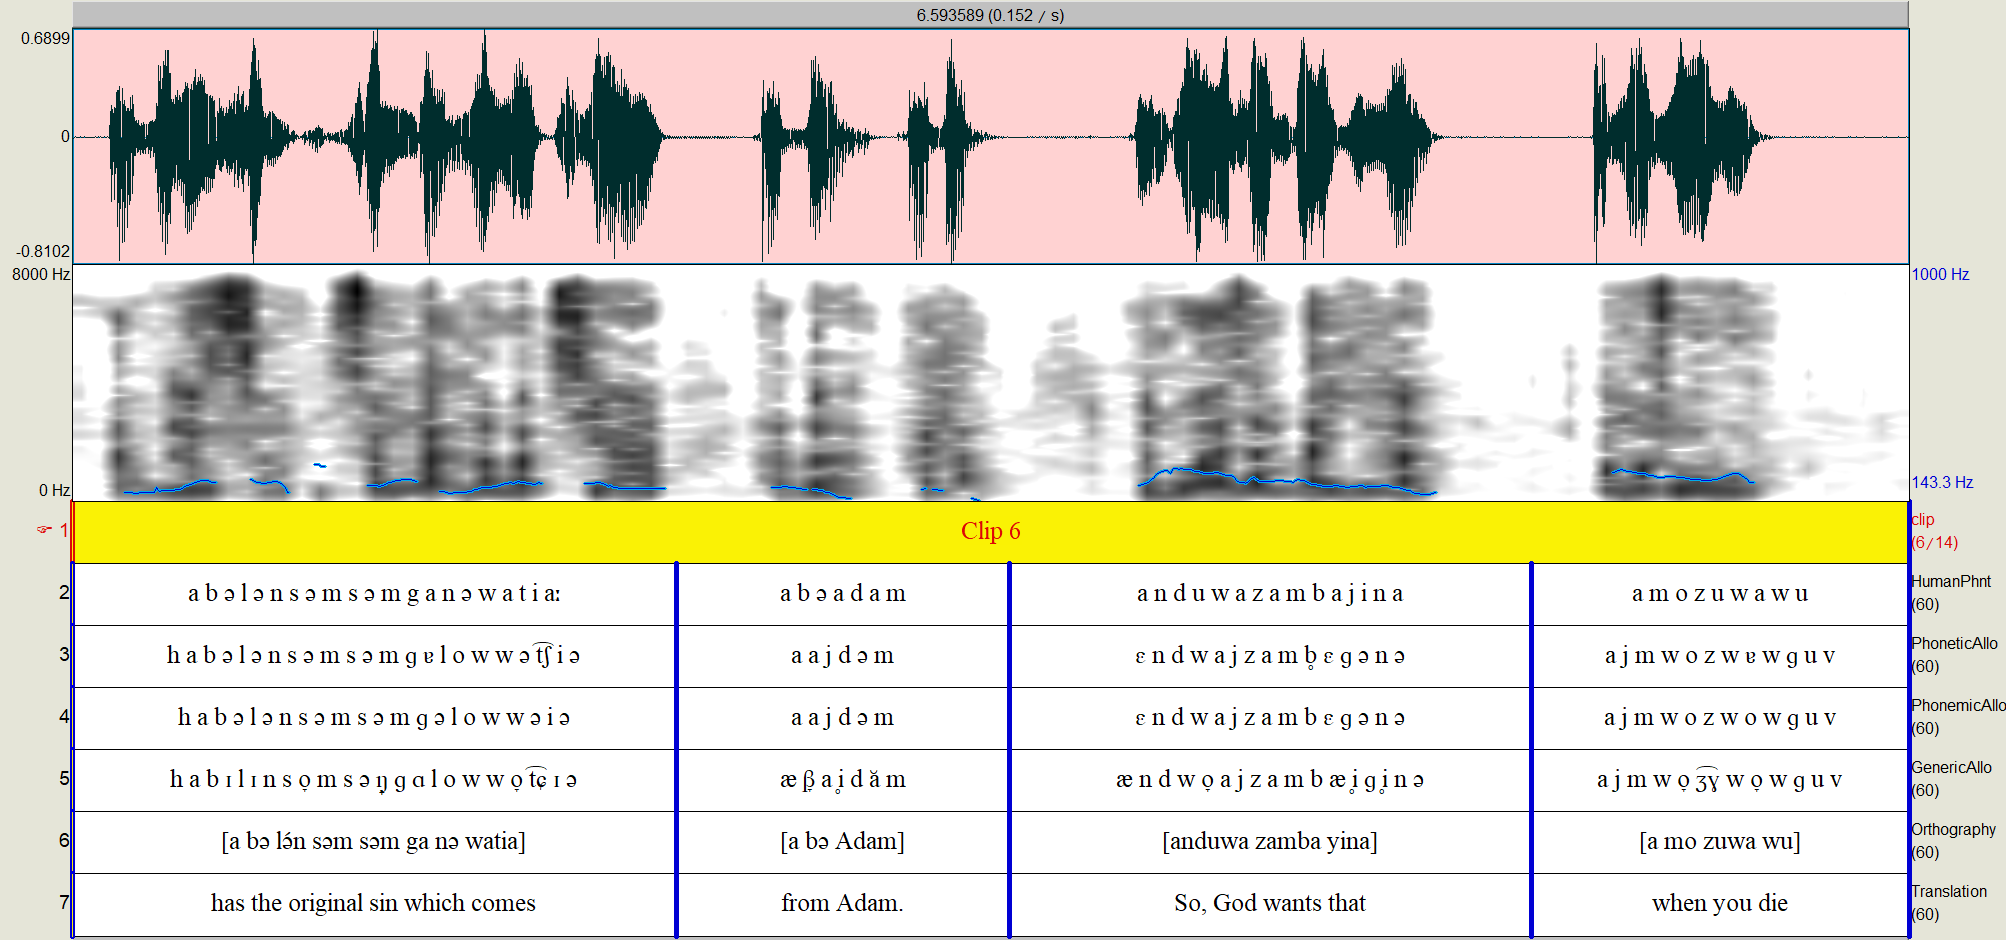 6.593589 (0.152 / s)
0.6899
0
-0.8102
8000 Hz
1000 Hz
0 Hz
143.3 Hz
☞ 1 Clip 6 clip (6/14)
2 a b ə l ə n s ə m s ə m g a n ə w a t i aː a b ə a d a m a n d u w a z a m b a j i n a a m o z u w a w u HumanPhnt (60)
3 h a b ə l ə n s ə m s ə m ɡ ɐ l o w w ə t͡ʃ i ə a a j d ə m ɛ n d w a j z a m b̥ ɛ ɡ ə n ə a j m w o z w ɐ w ɡ u v PhoneticAllo (60)
4 h a b ə l ə n s ə m s ə m ɡ ə l o w w ə i ə a a j d ə m ɛ n d w a j z a m b ɛ ɡ ə n ə a j m w o z w o w ɡ u v PhonemicAllo (60)
5 h a b ɪ l ɪ n s o̞ m s ə ŋ̟ ɡ ɑ l o w w o̞ t͡ɕ ɪ ə æ β̞ a i̥ d ă m æ n d w o̞ a j z a m b æ i̥ ɡ i̥ n ə a j m w o̞ ʒ͡ɣ w o̞ w ɡ u v GenericAllo (60)
6 [a bə lə́n səm səm ga nə watia] [a bə Adam] [anduwa zamba yina] [a mo zuwa wu] Orthography (60)
7 has the original sin which comes from Adam. So, God wants that when you die Translation (60)